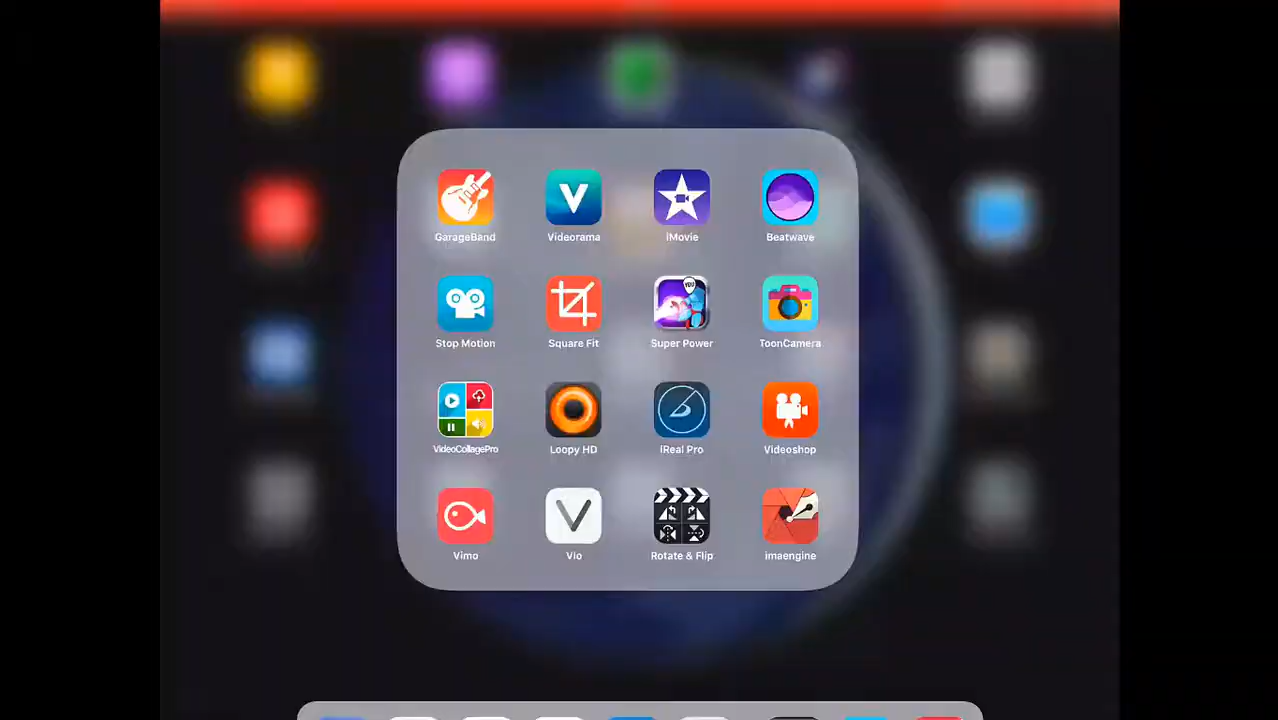 GarageBand
Videorama
iMovie
Beatwave
YOU
Stop Motion
Square Fit
Super Power
ToonCamera
VideoCollagePro
Loopy HD
iReal Pro
Videoshop
Vimo
Vio
Rotate & Flip
imaengine